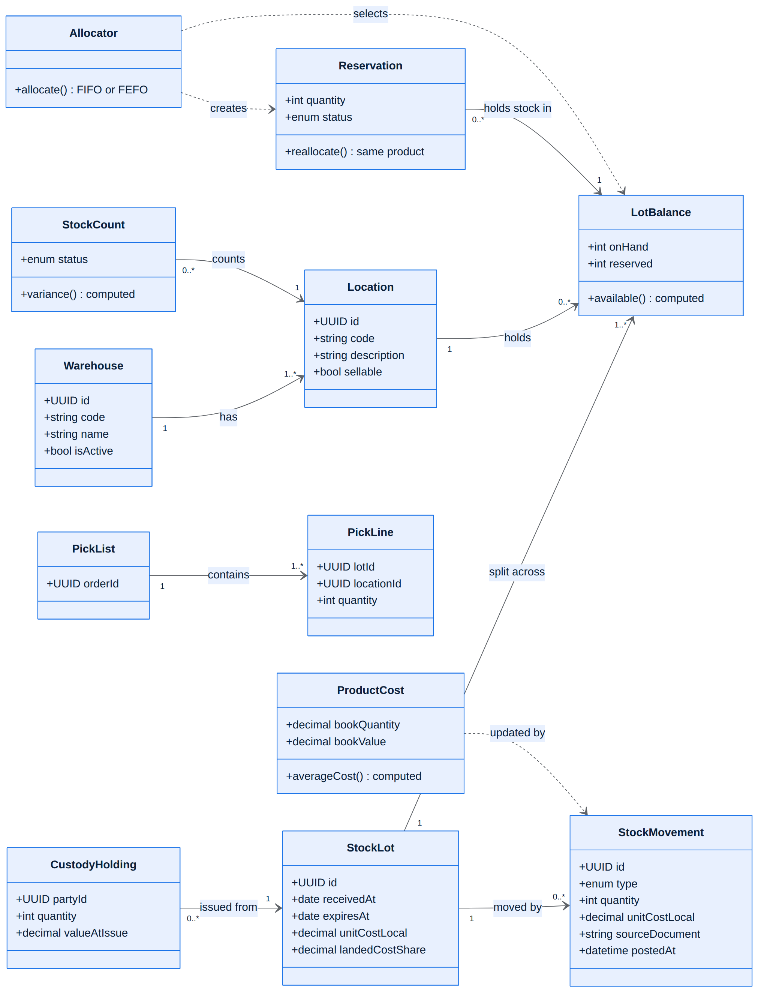 selects
Allocator
+allocate() : FIFO or FEFO
creates
Reservation
+int quantity
+enum status
+reallocate() : same product
holds stock in
0..*
1
StockCount
+enum status
+variance() : computed
counts
0..*
1
LotBalance
+int onHand
+int reserved
+available() : computed
Location
+UUID id
+string code
+string description
+bool sellable
holds
1
0..*
1..*
Warehouse
+UUID id
+string code
+string name
+bool isActive
has
1
1..*
PickList
+UUID orderId
contains
1
1..*
PickLine
+UUID lotId
+UUID locationId
+int quantity
split across
ProductCost
+decimal bookQuantity
+decimal bookValue
+averageCost() : computed
updated by
1
CustodyHolding
+UUID partyId
+int quantity
+decimal valueAtIssue
issued from
0..*
1
StockLot
+UUID id
+date receivedAt
+date expiresAt
+decimal unitCostLocal
+decimal landedCostShare
moved by
1
0..*
StockMovement
+UUID id
+enum type
+int quantity
+decimal unitCostLocal
+string sourceDocument
+datetime postedAt